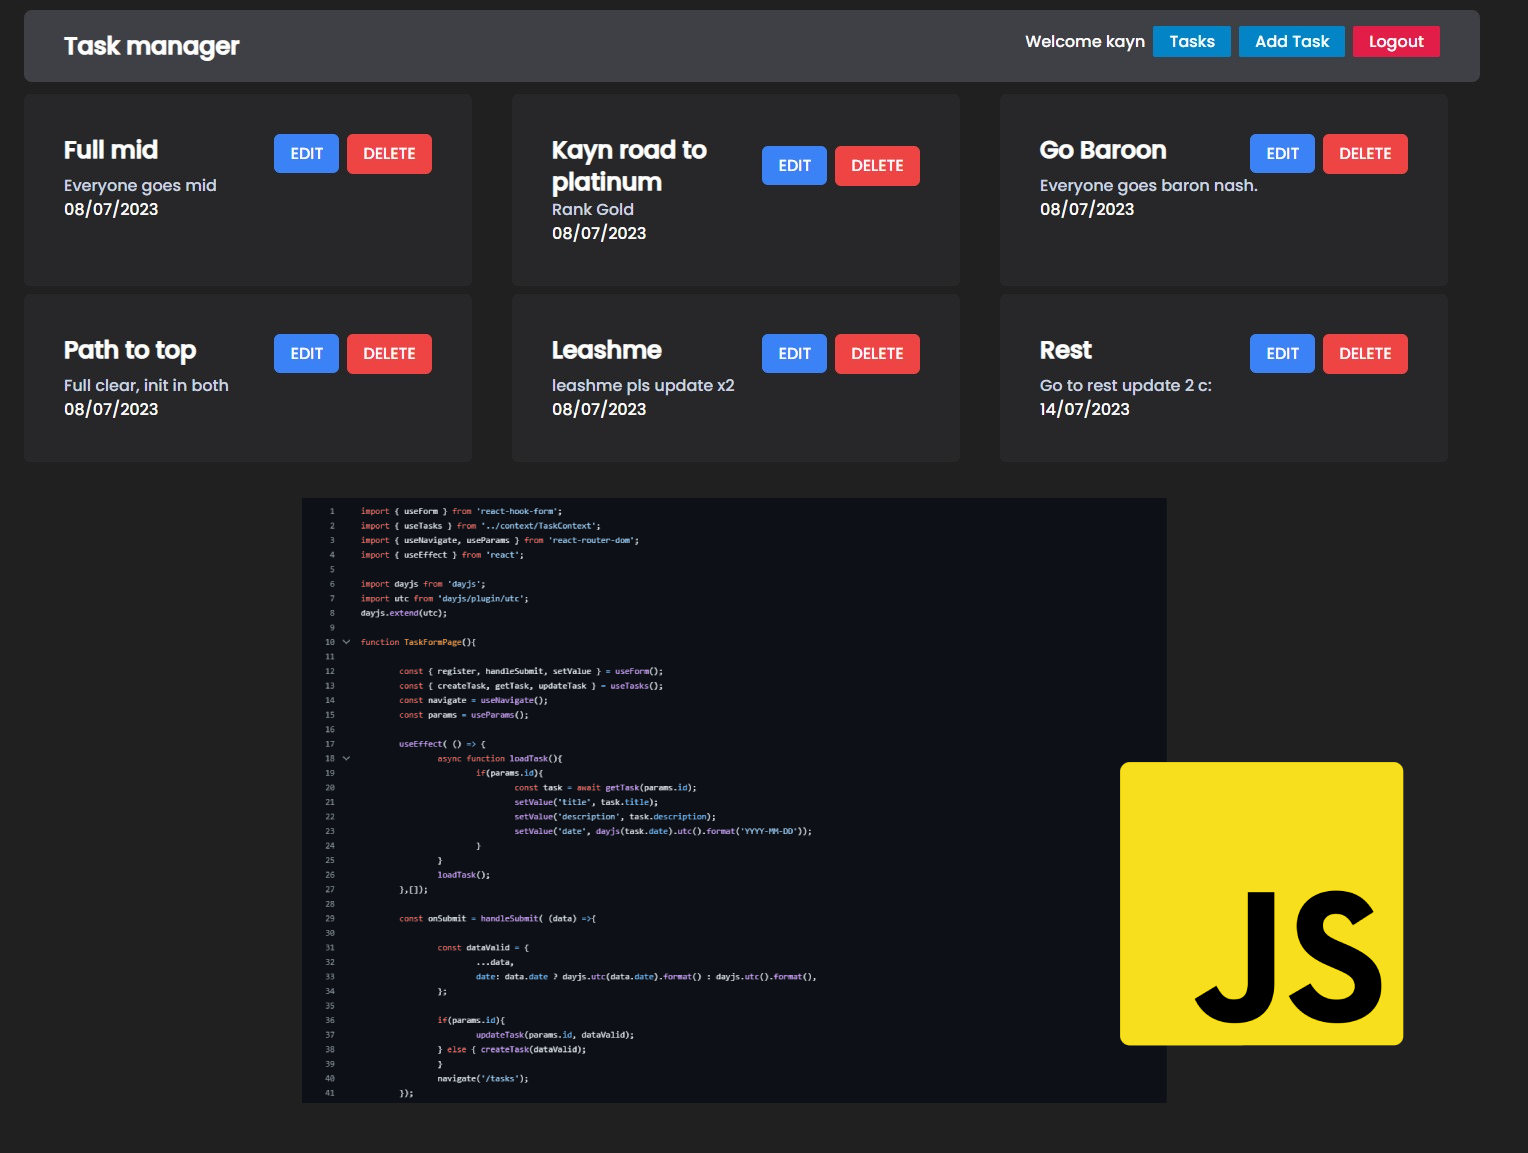 Task manager
Welcome kayn Tasks Add Task Logout
Full mid EDIT DELETE
Everyone goes mid
08/07/2023
Kayn road to
platinum EDIT DELETE
Rank Gold
08/07/2023
Go Baroon EDIT DELETE
Everyone goes baron nash.
08/07/2023
Path to top EDIT DELETE
Full clear, init in both
08/07/2023
Leashme EDIT DELETE
leashme pls update x2
08/07/2023
Rest EDIT DELETE
Go to rest update 2 c:
14/07/2023
1 import { useForm } from 'react-hook-form';
2 import { useTasks } from '../context/TaskContext';
3 import { useNavigate, useParams } from 'react-router-dom';
4 import { useEffect } from 'react';
5
6 import dayjs from 'dayjs';
7 import utc from 'dayjs/plugin/utc';
8 dayjs.extend(utc);
9
10 function TaskFormPage(){
11
12 const { register, handleSubmit, setValue } = useForm();
13 const { createTask, getTask, updateTask } = useTasks();
14 const navigate = useNavigate();
15 const params = useParams();
16
17 useEffect( () => {
18 async function loadTask(){
19 if(params.id){
20 const task = await getTask(params.id);
21 setValue('title', task.title);
22 setValue('description', task.description);
23 setValue('date', dayjs(task.date).utc().format('YYYY-MM-DD'));
24 }
25 }
26 loadTask();
27 },[]);
28
29 const onSubmit = handleSubmit( (data) =>{
30
31 const dataValid = {
32 ...data,
33 date: data.date ? dayjs.utc(data.date).format() : dayjs.utc().format(),
34 };
35
36 if(params.id){
37 updateTask(params.id, dataValid);
38 } else { createTask(dataValid);
39 }
40 navigate('/tasks');
41 });
JS